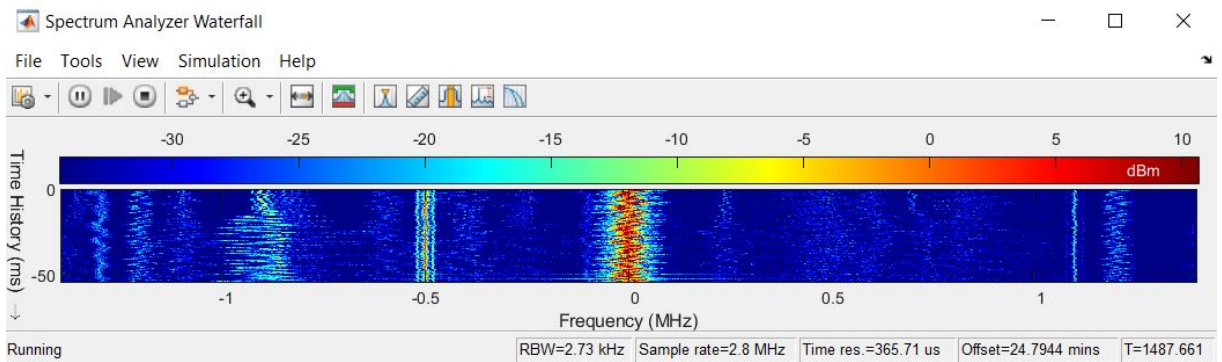 Spectrum Analyzer Waterfall
File Tools View Simulation Help
-30 -25 -20 -15 -10 -5 0 5 10
dBm
Time History (ms)
0
-50
-1 -0.5 0 0.5 1
Frequency (MHz)
Running RBW=2.73 kHz Sample rate=2.8 MHz Time res.=365.71 us Offset=24.7944 mins T=1487.661